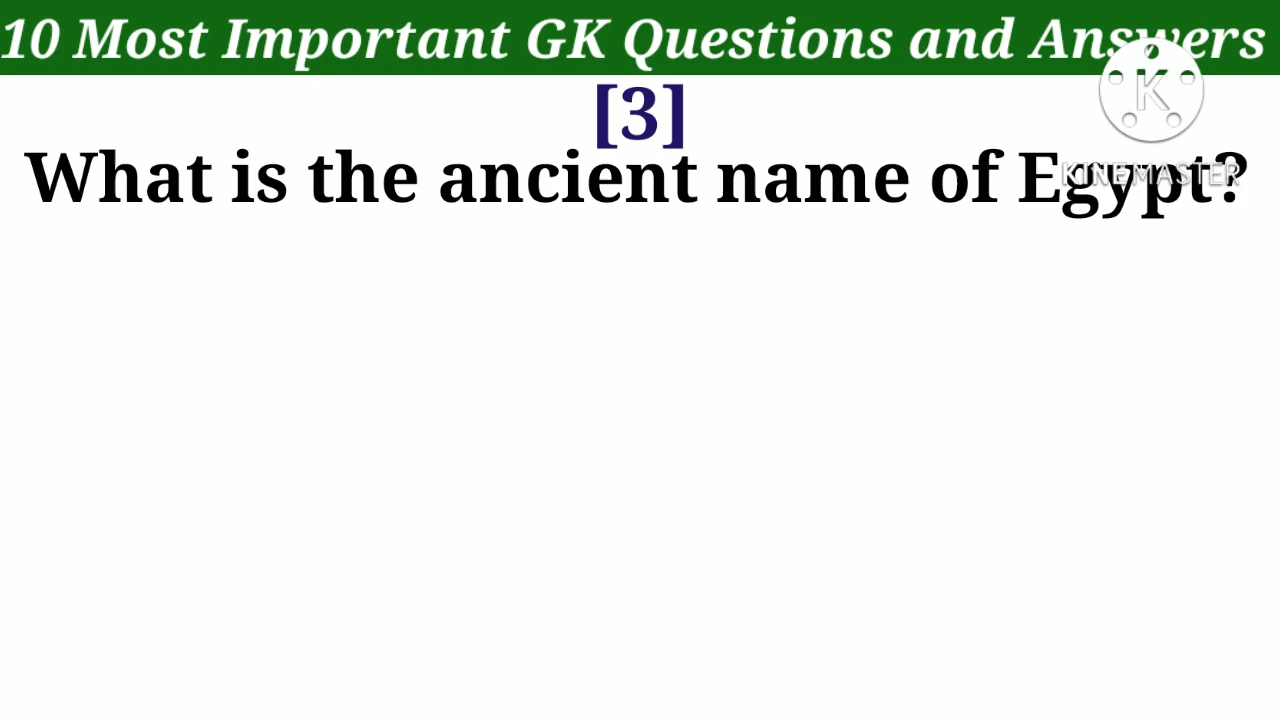 10 Most Important GK Questions and Answers
[3]
What is the ancient name of Egypt?
K
KINEMASTER